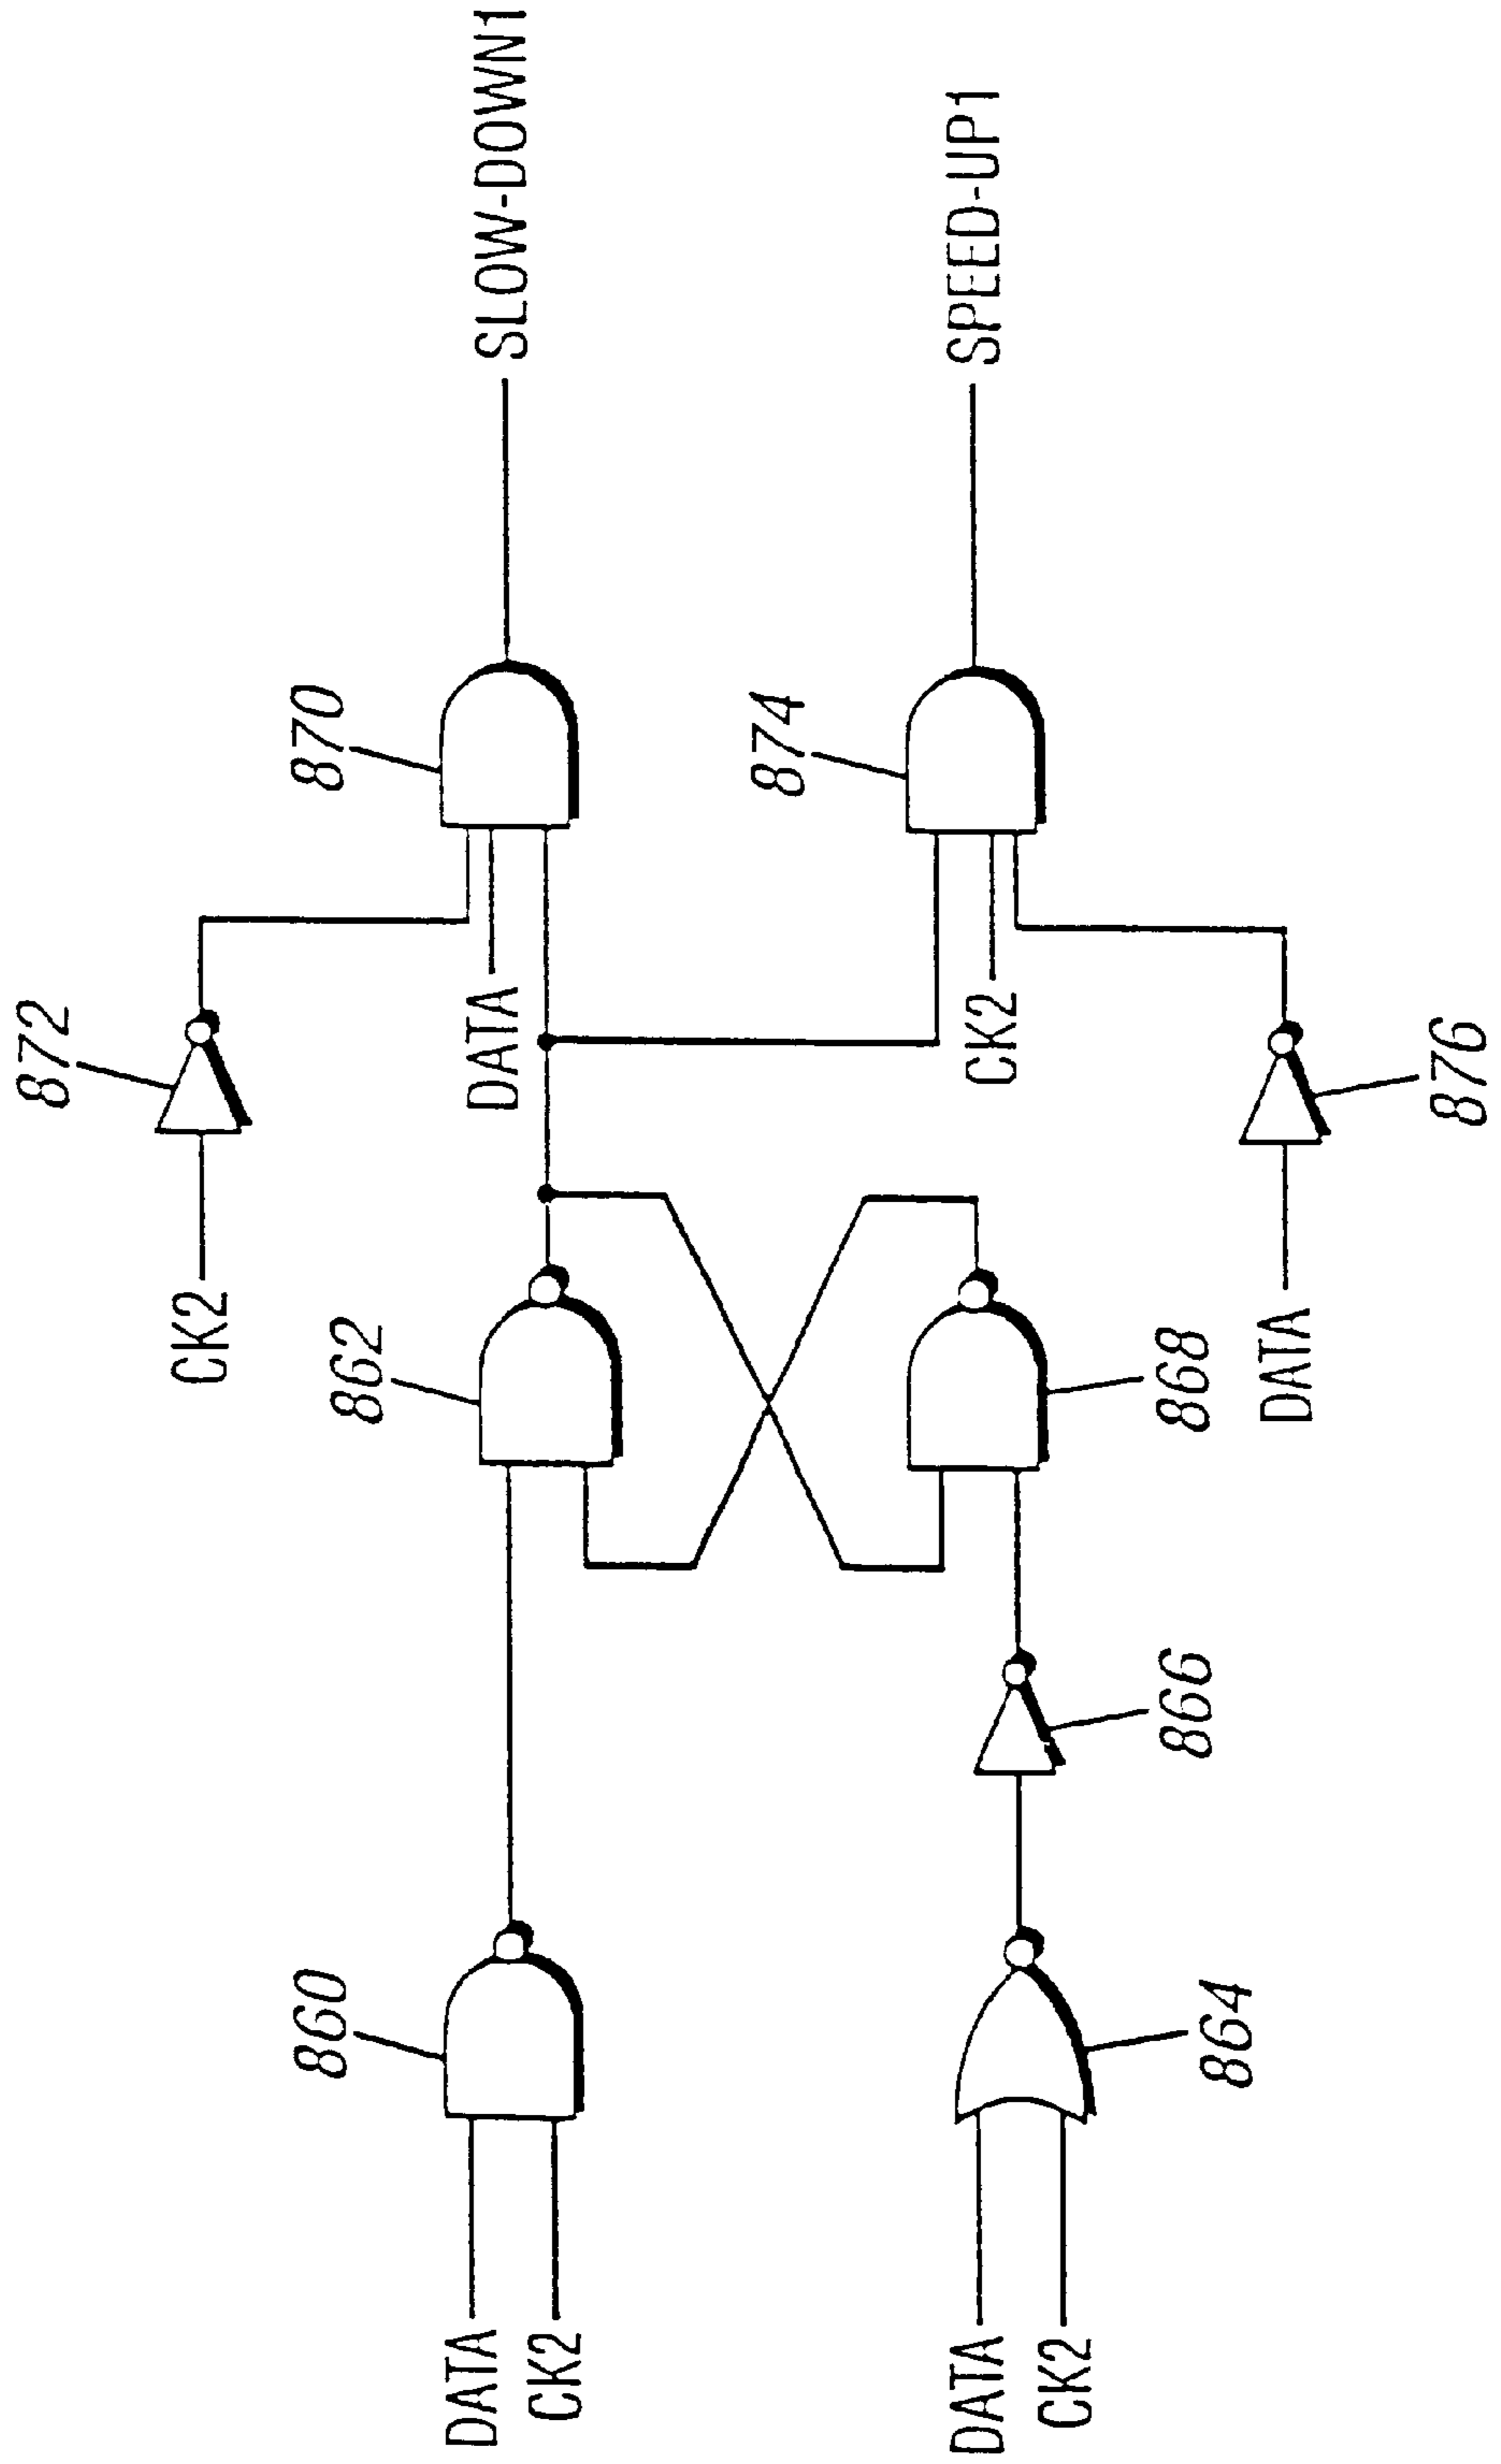 CK2
872
870
SLOW-DOWN1
DATA
862
860
DATA
CK2
874
SPEED-UP1
CK2
868
866
864
DATA
CK2
DATA
876